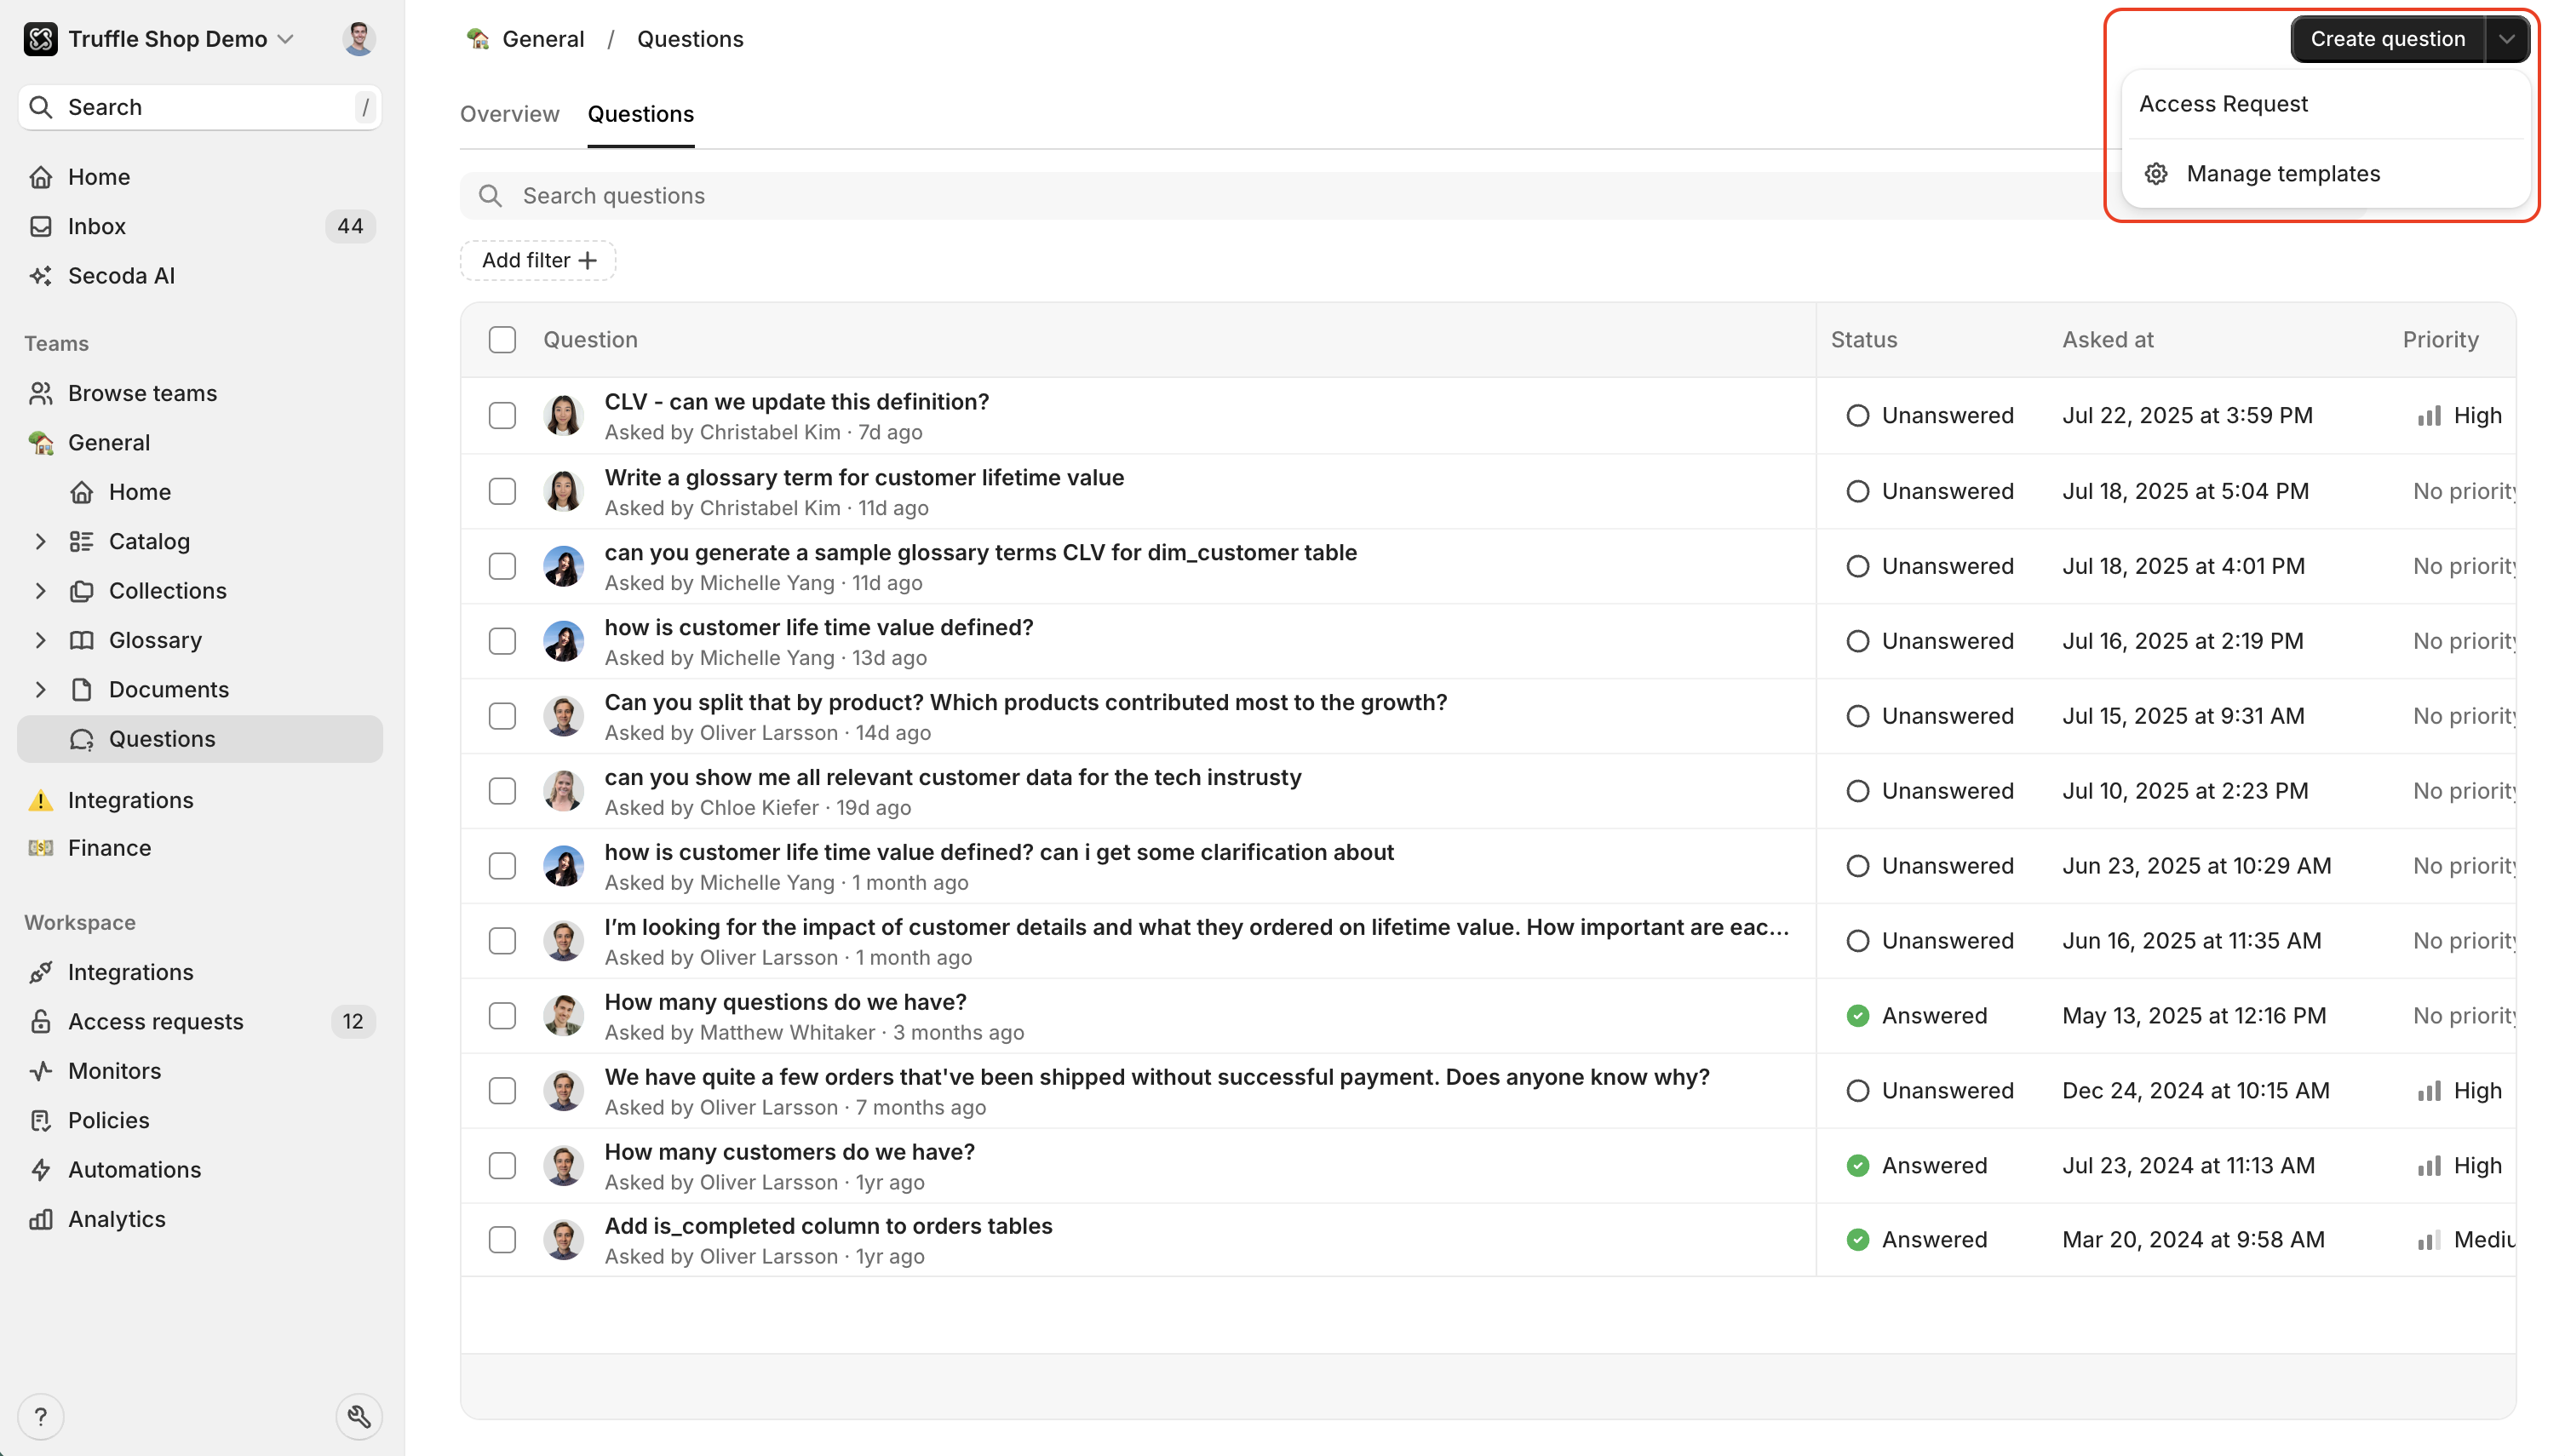 Truffle Shop Demo
Search /
Home
Inbox 44
Secoda AI
Teams
Browse teams
General
Home
Catalog
Collections
Glossary
Documents
Questions
Integrations
Finance
Workspace
Integrations
Access requests 12
Monitors
Policies
Automations
Analytics
?
General / Questions
Create question
Access Request
Manage templates
Overview Questions
Search questions
Add filter +
Question Status Asked at Priority
CLV - can we update this definition?
Asked by Christabel Kim · 7d ago
Unanswered Jul 22, 2025 at 3:59 PM High
Write a glossary term for customer lifetime value
Asked by Christabel Kim · 11d ago
Unanswered Jul 18, 2025 at 5:04 PM No priority
can you generate a sample glossary terms CLV for dim_customer table
Asked by Michelle Yang · 11d ago
Unanswered Jul 18, 2025 at 4:01 PM No priority
how is customer life time value defined?
Asked by Michelle Yang · 13d ago
Unanswered Jul 16, 2025 at 2:19 PM No priority
Can you split that by product? Which products contributed most to the growth?
Asked by Oliver Larsson · 14d ago
Unanswered Jul 15, 2025 at 9:31 AM No priority
can you show me all relevant customer data for the tech instrusty
Asked by Chloe Kiefer · 19d ago
Unanswered Jul 10, 2025 at 2:23 PM No priority
how is customer life time value defined? can i get some clarification about
Asked by Michelle Yang · 1 month ago
Unanswered Jun 23, 2025 at 10:29 AM No priority
I’m looking for the impact of customer details and what they ordered on lifetime value. How important are eac...
Asked by Oliver Larsson · 1 month ago
Unanswered Jun 16, 2025 at 11:35 AM No priority
How many questions do we have?
Asked by Matthew Whitaker · 3 months ago
Answered May 13, 2025 at 12:16 PM No priority
We have quite a few orders that've been shipped without successful payment. Does anyone know why?
Asked by Oliver Larsson · 7 months ago
Unanswered Dec 24, 2024 at 10:15 AM High
How many customers do we have?
Asked by Oliver Larsson · 1yr ago
Answered Jul 23, 2024 at 11:13 AM High
Add is_completed column to orders tables
Asked by Oliver Larsson · 1yr ago
Answered Mar 20, 2024 at 9:58 AM Mediu